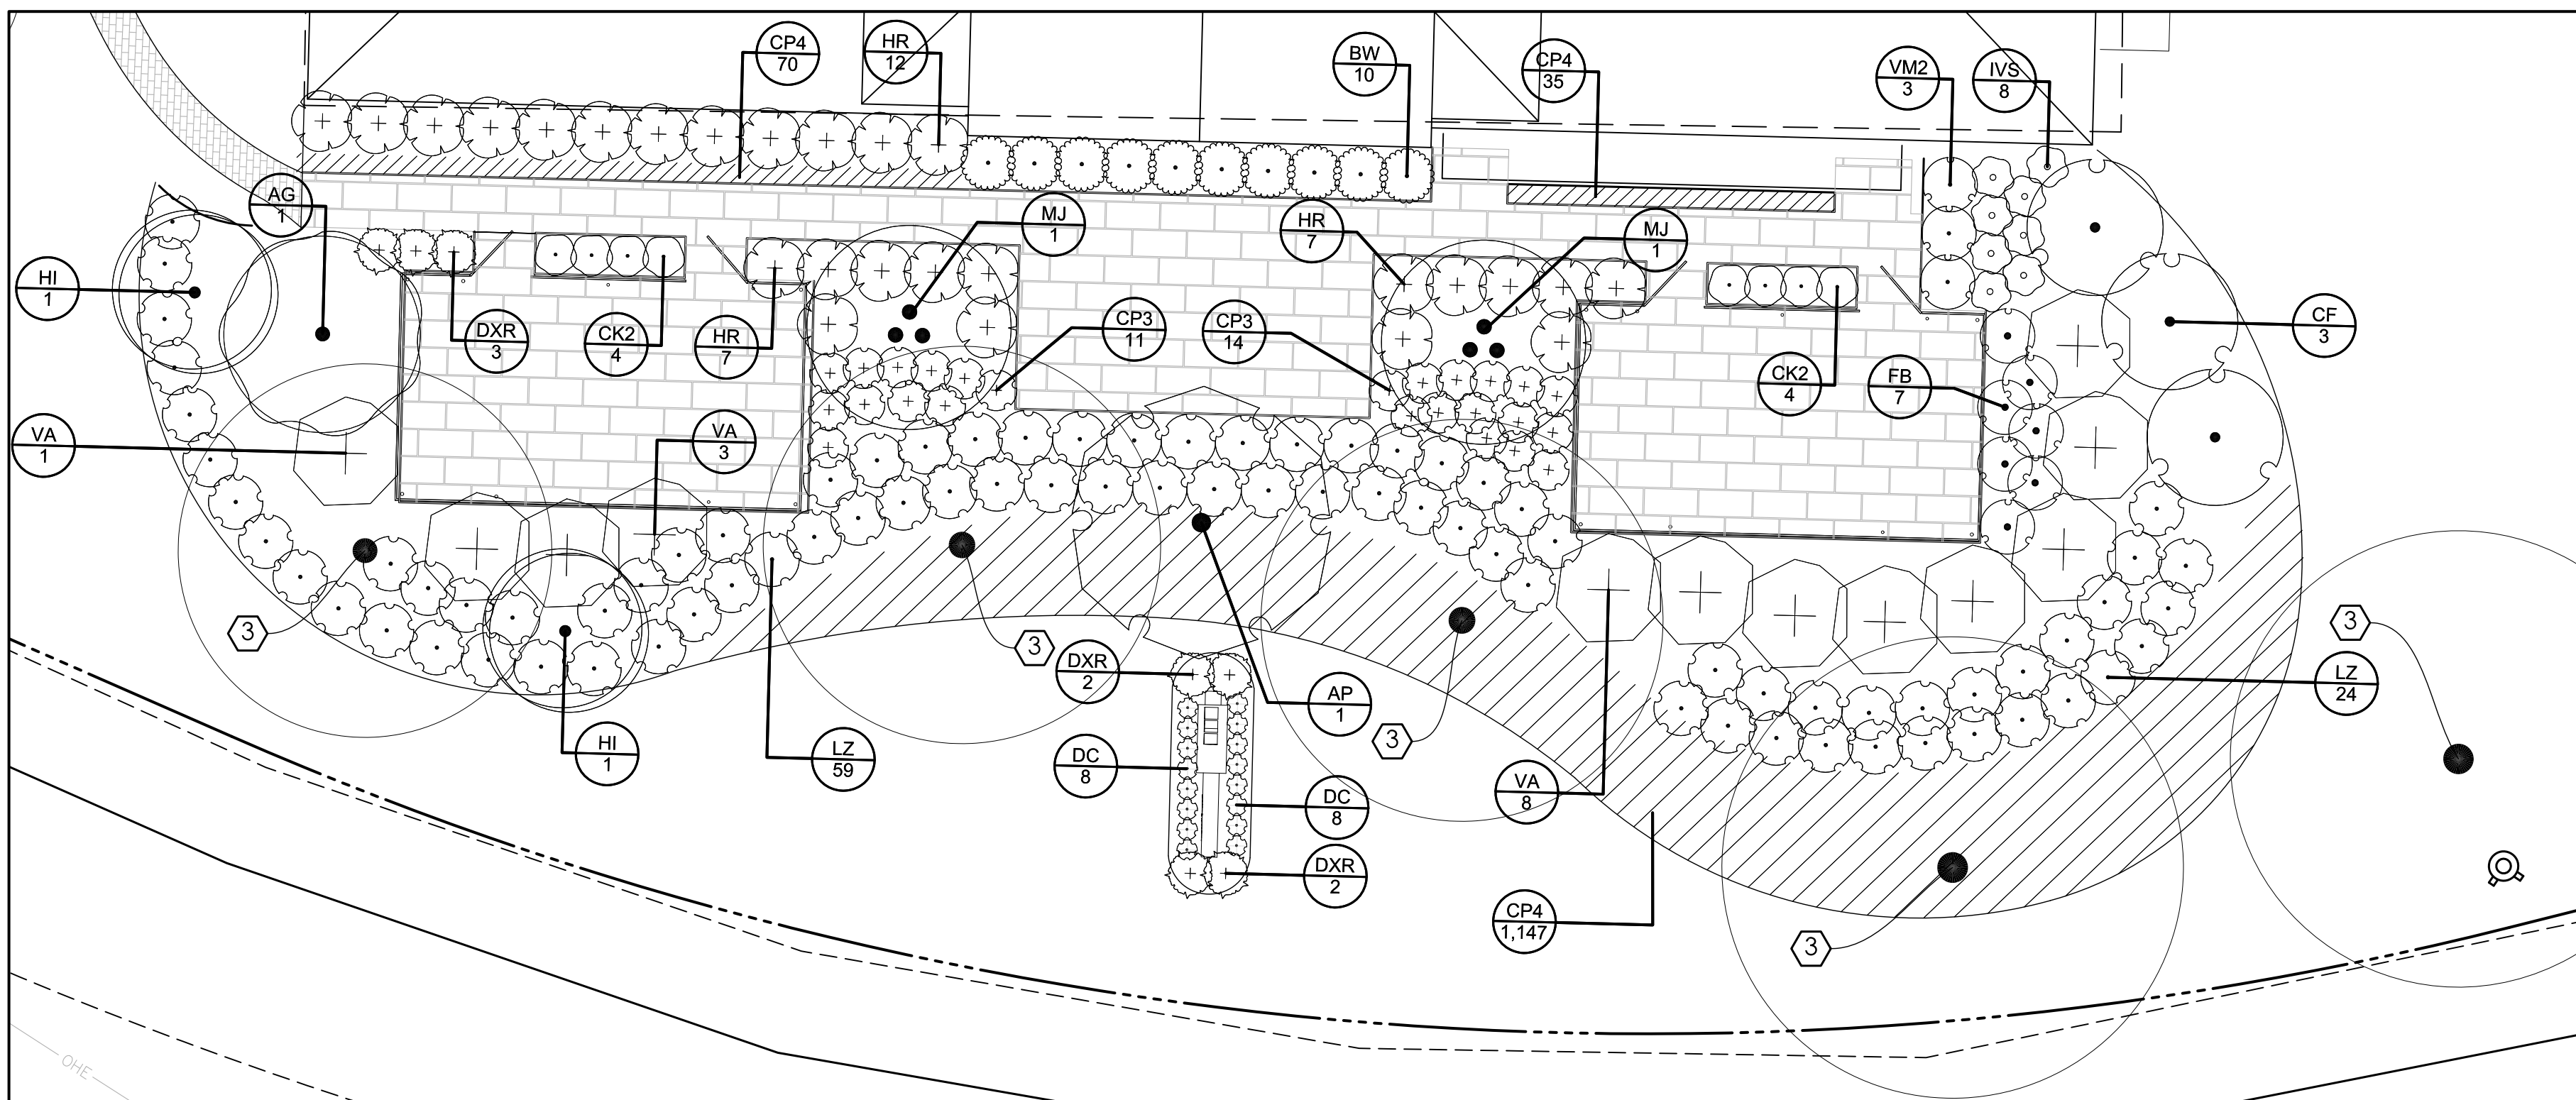 CP4
70
HR
12
BW
10
CP4
35
VM2
3
IVS
8
AG
1
MJ
1
HR
7
MJ
1
HI
1
DXR
3
CK2
4
HR
7
CP3
11
CP3
14
CF
3
CK2
4
FB
7
VA
1
VA
3
3
3
3
DXR
2
AP
1
LZ
24
HI
1
LZ
59
DC
8
3
VA
8
DC
8
DXR
2
CP4
1,147
3
OHE